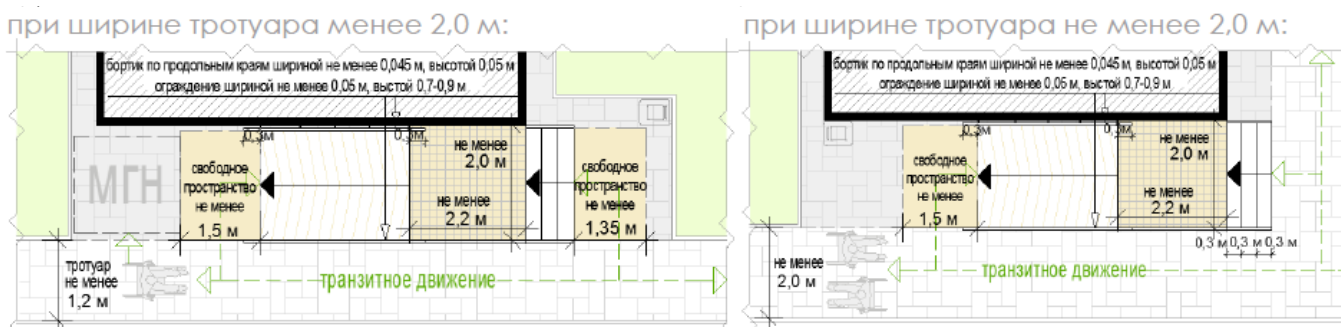 при ширине тротуара менее 2,0 м:
бортик по продольным краям шириной не менее 0,045 м, высотой 0,05 м
ограждение шириной не менее 0,05 м, выстой 0,7-0,9 м
0,3м
0,3м
МГН
свободное
пространство
не менее
1,5 м
не менее
2,0 м
не менее
2,2 м
свободное
пространство
не менее
1,35 м
тротуар
не менее
1,2 м
транзитное движение
при ширине тротуара не менее 2,0 м:
бортик по продольным краям шириной не менее 0,045 м, высотой 0,05 м
ограждение шириной не менее 0,05 м, выстой 0,7-0,9 м
0,3м
0,3м
свободное
пространство
не менее
1,5 м
не менее
2,0 м
не менее
2,2 м
0,3 м 0,3 м 0,3 м
не менее
2,0 м
транзитное движение